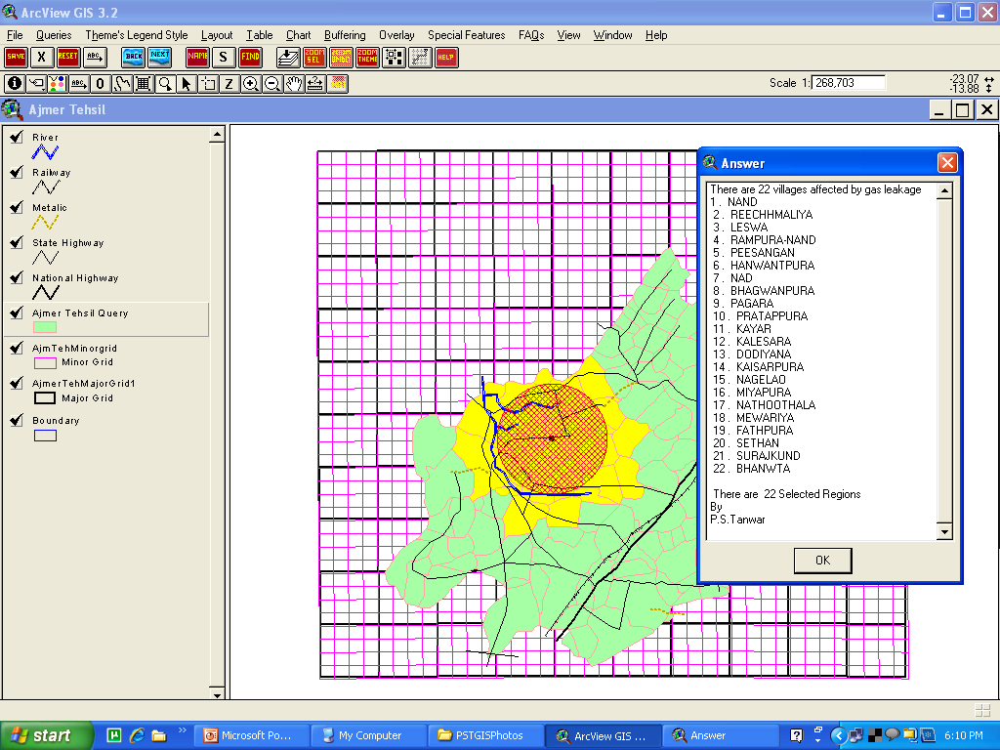 ArcView GIS 3.2
File Queries Theme's Legend Style Layout Table Chart Buffering Overlay Special Features FAQs View Window Help
SAVE X RESET ABC BACK NEXT NAME S FIND ZOOM SEL ZOOM THEME HELP
ABC 0 Z Scale 1: 268,703 -23.07
-13.88
Ajmer Tehsil
River
Railway
Metalic
State Highway
National Highway
Ajmer Tehsil Query
AjmTehMinorgrid
Minor Grid
AjmerTehMajorGrid1
Major Grid
Boundary
Answer
There are 22 villages affected by gas leakage
1 . NAND
2 . REECHHMALIYA
3 . LESWA
4 . RAMPURA-NAND
5 . PEESANGAN
6 . HANWANTPURA
7 . NAD
8 . BHAGWANPURA
9 . PAGARA
10 . PRATAPPURA
11 . KAYAR
12 . KALESARA
13 . DODIYANA
14 . KAISARPURA
15 . NAGELAO
16 . MIYAPURA
17 . NATHOOTHALA
18 . MEWARIYA
19 . FATHPURA
20 . SETHAN
21 . SURAJKUND
22 . BHANWTA
There are 22 Selected Regions
By
P.S.Tanwar
OK
start Microsoft Po... My Computer PSTGISPhotos ArcView GIS ... Answer 6:10 PM